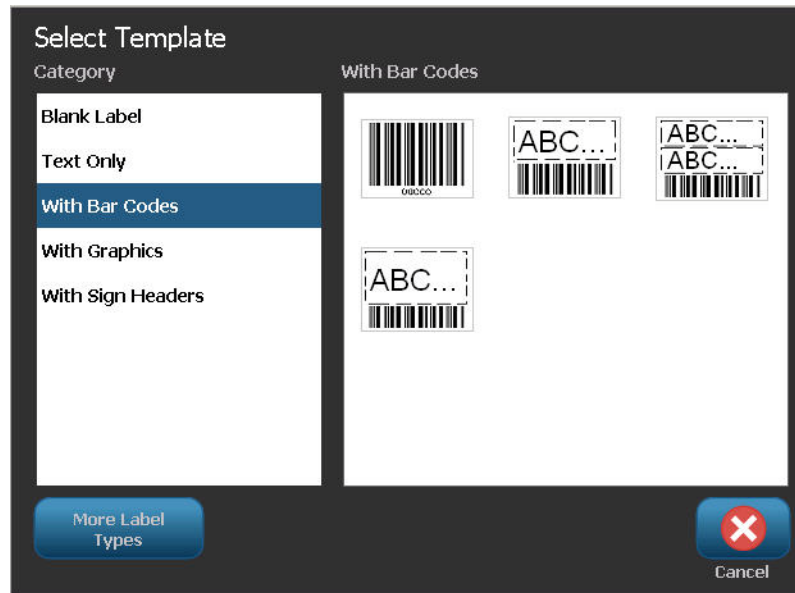 Select Template
Category
With Bar Codes
Blank Label
Text Only
With Bar Codes
With Graphics
With Sign Headers
00000
ABC...
ABC...
ABC...
ABC...
More Label
Types
Cancel